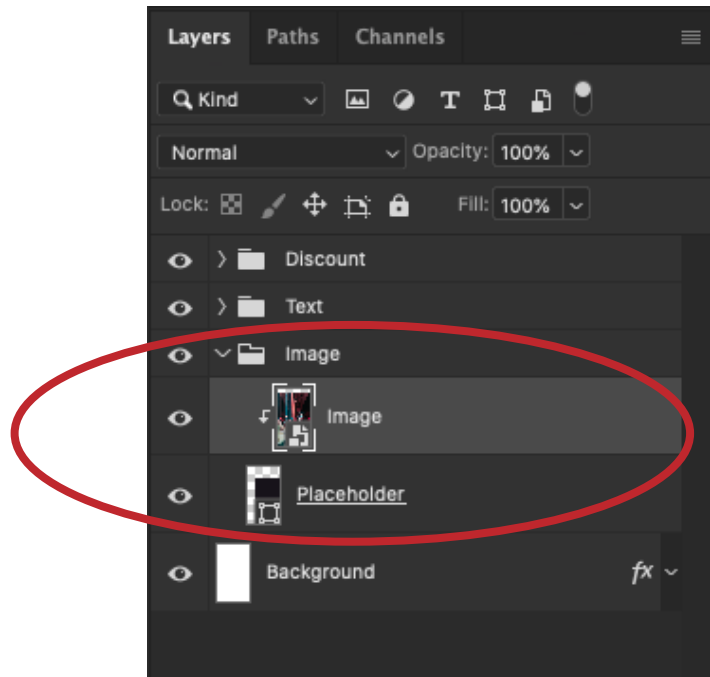 Layers Paths Channels
Kind
Normal Opacity: 100%
Lock: Fill: 100%
Discount
Text
Image
Image
Placeholder
Background fx